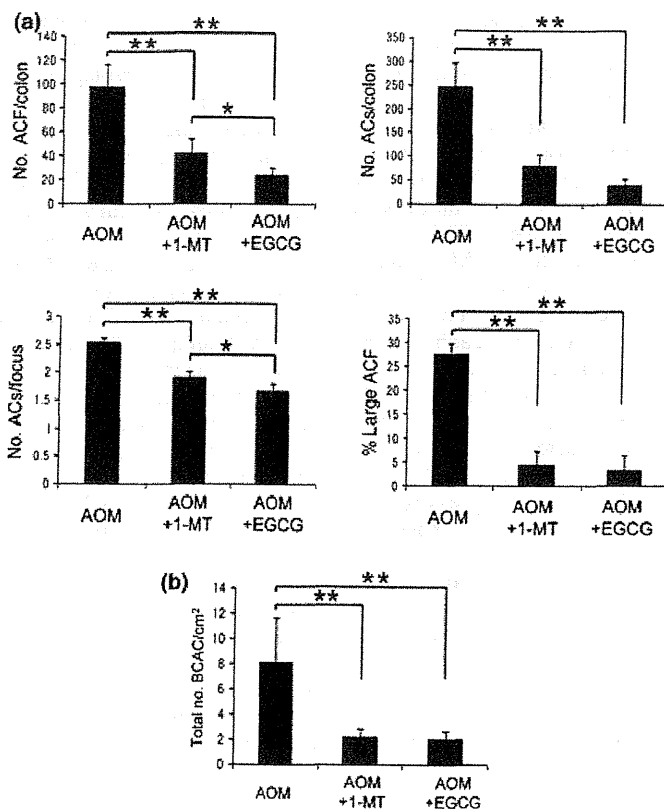 (a)
**
**
*
No. ACF/colon
140
120
100
80
60
40
20
0
AOM
AOM
+1-MT
AOM
+EGCG
**
**
No. ACs/colon
350
300
250
200
150
100
50
0
AOM
AOM
+1-MT
AOM
+EGCG
**
**
*
No. ACs/focus
3
2.5
2
1.5
1
0.5
0
AOM
AOM
+1-MT
AOM
+EGCG
**
**
% Large ACF
35
30
25
20
15
10
5
0
AOM
AOM
+1-MT
AOM
+EGCG
(b)
**
**
Total no. BCAC/cm²
14
12
10
8
6
4
2
0
AOM
AOM
+1-MT
AOM
+EGCG